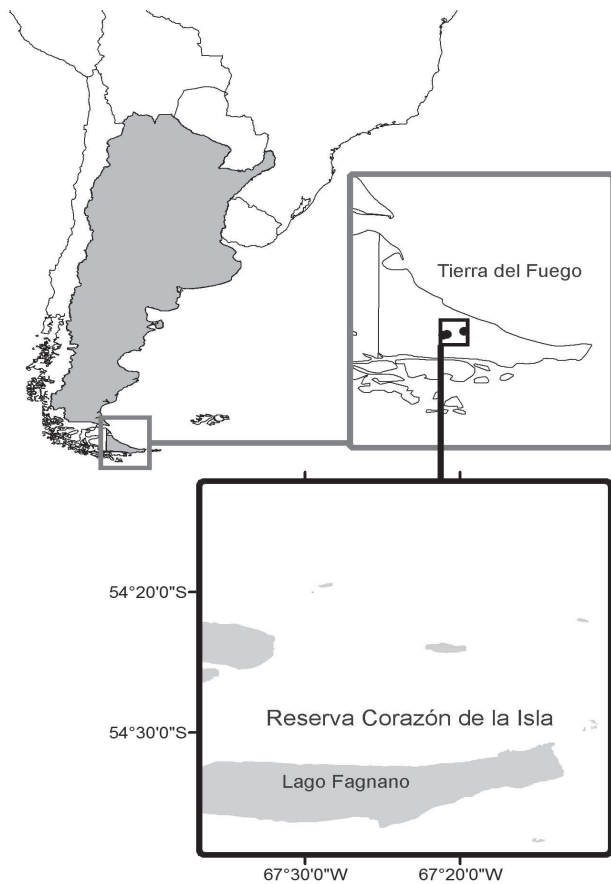 Tierra del Fuego
54°20'0"S
Reserva Corazón de la Isla
54°30'0"S
Lago Fagnano
67°30'0"W
67°20'0"W